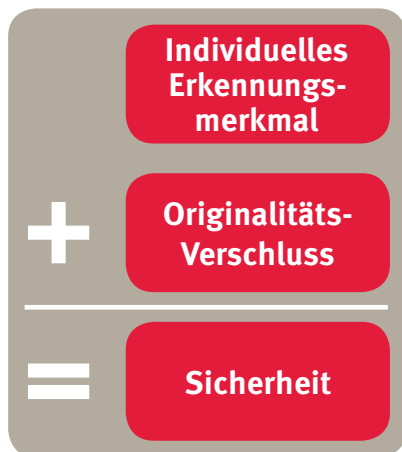 Individuelles
Erkennungs-
merkmal
+ Originalitäts-
Verschluss
= Sicherheit